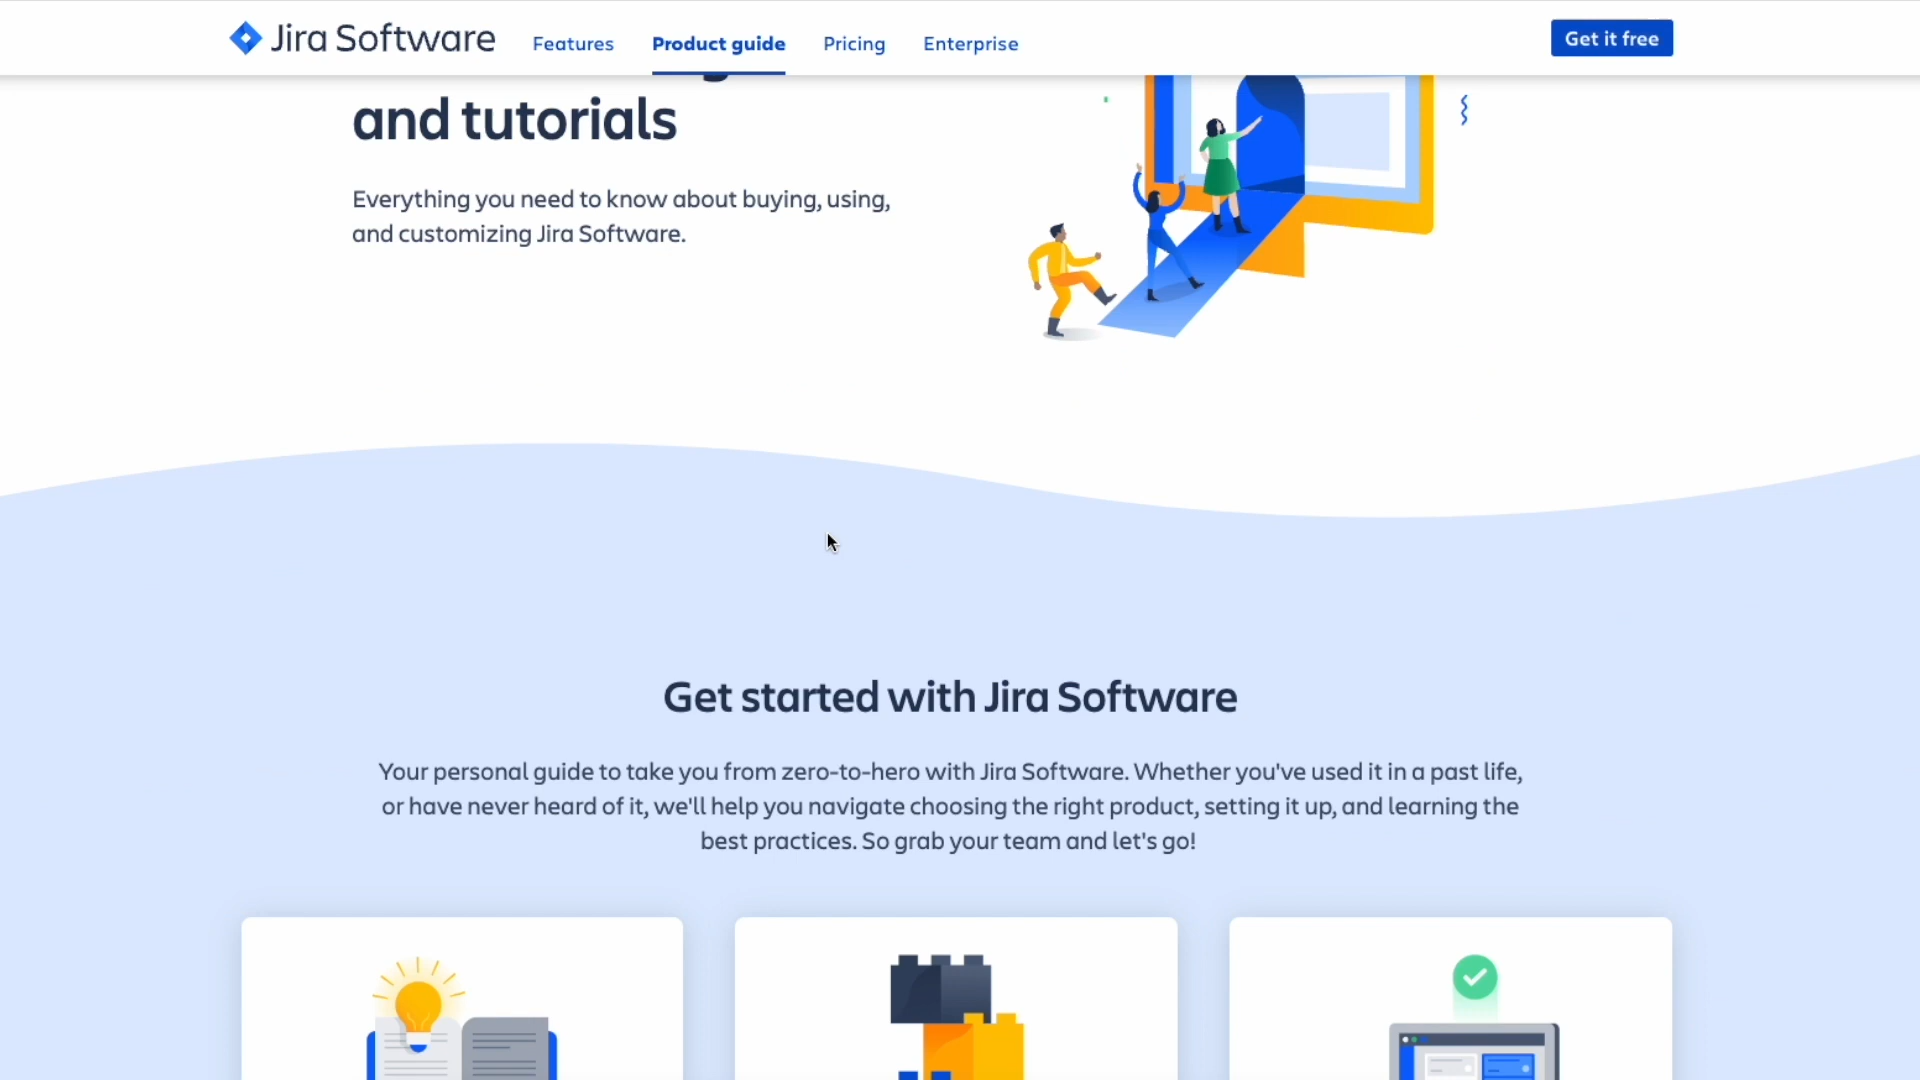 Jira Software
Features
Product guide
Pricing
Enterprise
Get it free
and tutorials
Everything you need to know about buying, using,
and customizing Jira Software.
Get started with Jira Software
Your personal guide to take you from zero-to-hero with Jira Software. Whether you've used it in a past life,
or have never heard of it, we'll help you navigate choosing the right product, setting it up, and learning the
best practices. So grab your team and let's go!